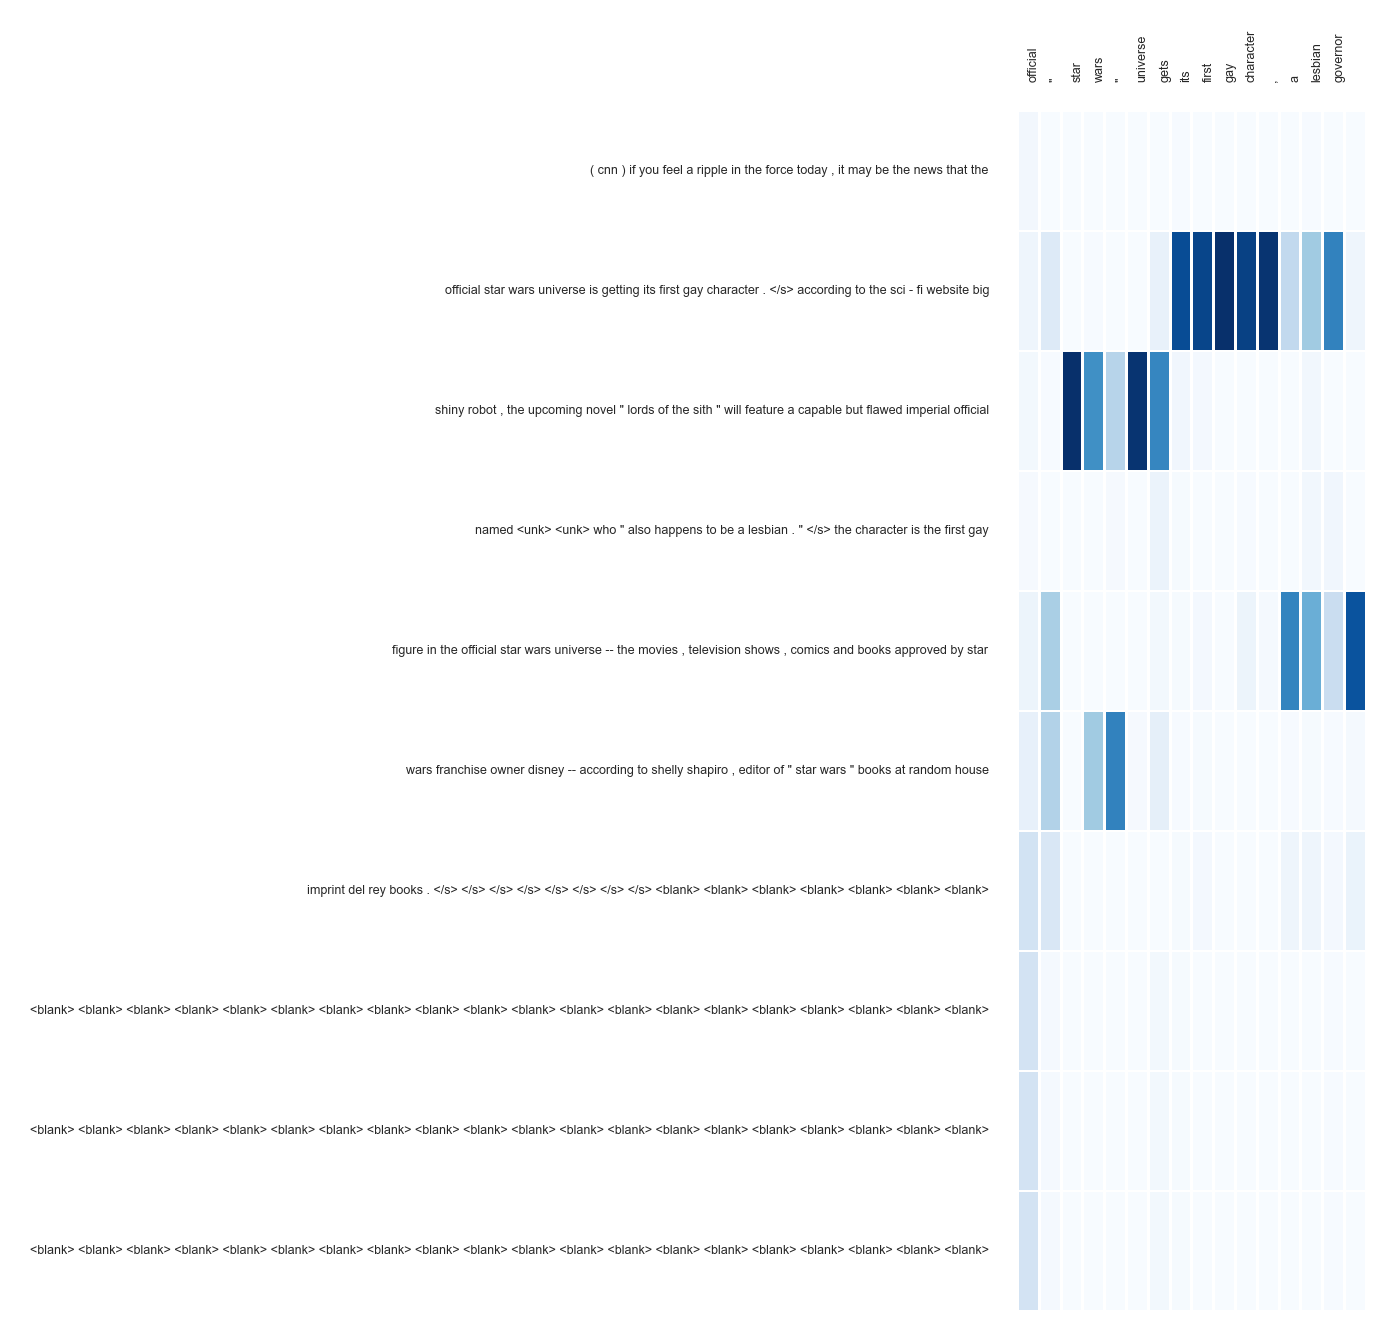 official
"
star
wars
"
universe
gets
its
first
gay
character
,
a
lesbian
governor
( cnn ) if you feel a ripple in the force today , it may be the news that the
official star wars universe is getting its first gay character . </s> according to the sci - fi website big
shiny robot , the upcoming novel " lords of the sith " will feature a capable but flawed imperial official
named <unk> <unk> who " also happens to be a lesbian . " </s> the character is the first gay
figure in the official star wars universe -- the movies , television shows , comics and books approved by star
wars franchise owner disney -- according to shelly shapiro , editor of " star wars " books at random house
imprint del rey books . </s> </s> </s> </s> </s> </s> </s> </s> <blank> <blank> <blank> <blank> <blank> <blank> <blank>
<blank> <blank> <blank> <blank> <blank> <blank> <blank> <blank> <blank> <blank> <blank> <blank> <blank> <blank> <blank> <blank> <blank> <blank> <blank> <blank>
<blank> <blank> <blank> <blank> <blank> <blank> <blank> <blank> <blank> <blank> <blank> <blank> <blank> <blank> <blank> <blank> <blank> <blank> <blank> <blank>
<blank> <blank> <blank> <blank> <blank> <blank> <blank> <blank> <blank> <blank> <blank> <blank> <blank> <blank> <blank> <blank> <blank> <blank> <blank> <blank>